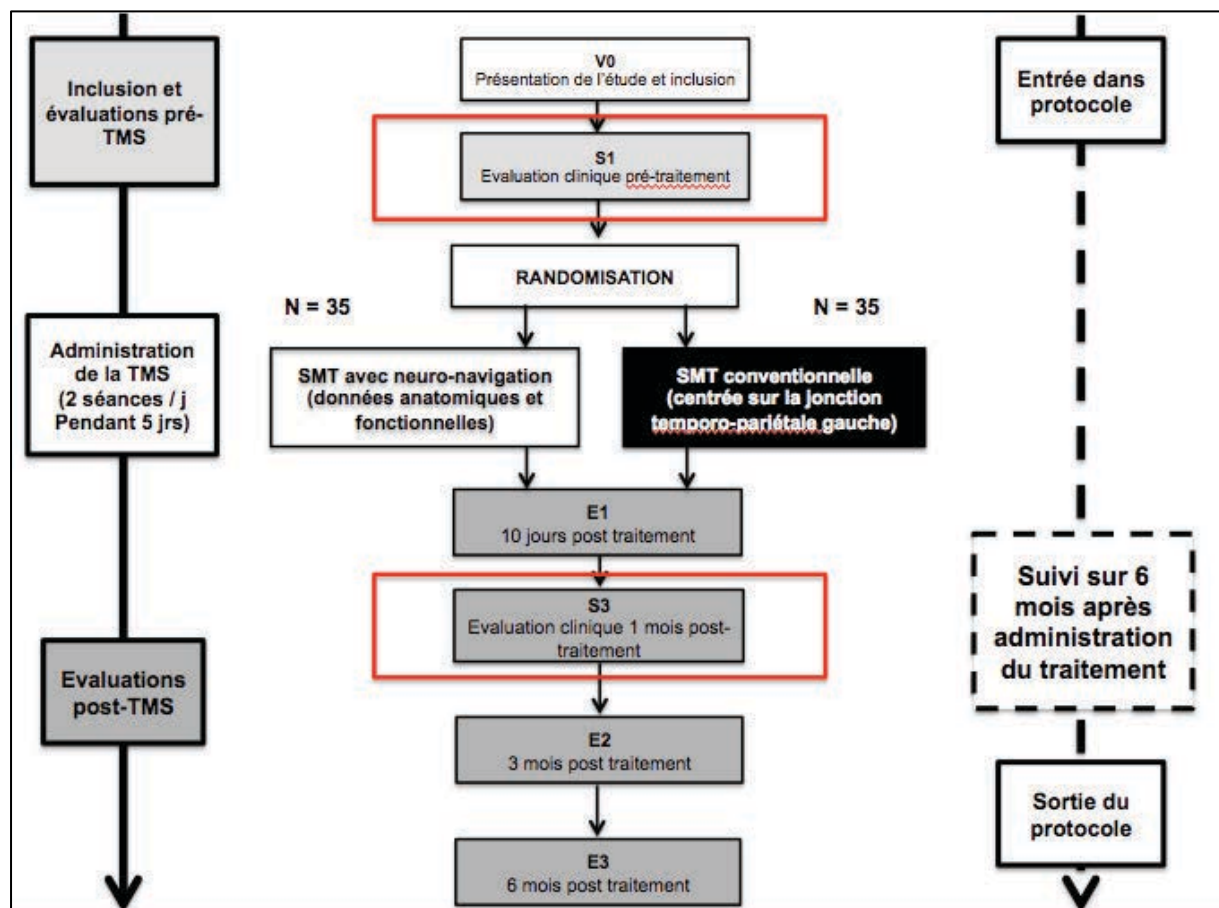 Inclusion et
évaluations pré-
TMS
Administration
de la TMS
(2 séances / j
Pendant 5 jrs)
Evaluations
post-TMS
V0
Présentation de l'étude et inclusion
S1
Evaluation clinique pré-traitement
RANDOMISATION
N = 35
N = 35
SMT avec neuro-navigation
(données anatomiques et
fonctionnelles)
SMT conventionnelle
(centrée sur la jonction
temporo-pariétale gauche)
E1
10 jours post traitement
S3
Evaluation clinique 1 mois post-
traitement
E2
3 mois post traitement
E3
6 mois post traitement
Entrée dans
protocole
Suivi sur 6
mois après
administration
du traitement
Sortie du
protocole